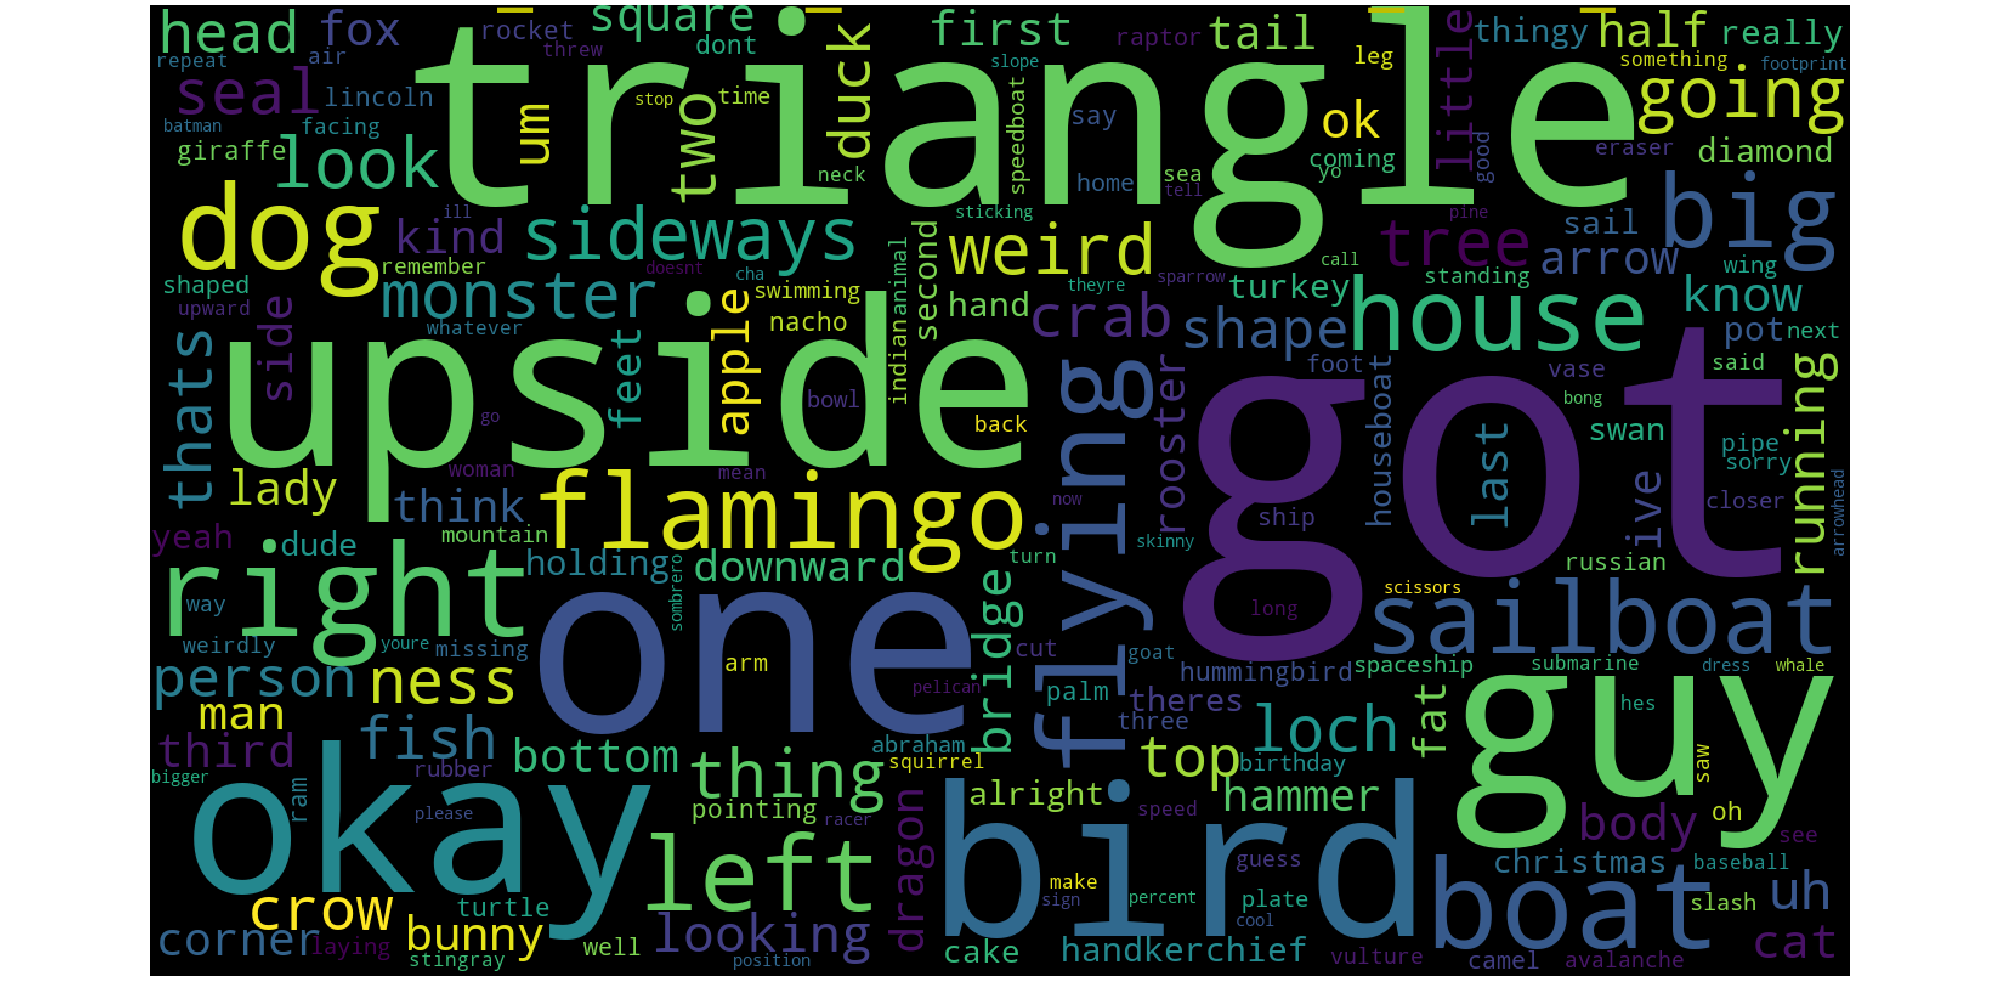 head
fox
rocket
square
duck
first
raptor
tail
little
thingy
half
really
repeat
air
threw
dont
slope
leg
something
footprint
triangle
seal
lincoln
um
stop
two
time
speedboat
say
ok
going
batman
facing
giraffe
look
neck
home
sea
tell
coming
yo
good
eraser
diamond
dog
ill
kind
sideways
sticking
weird
tree
pine
sail
arrow
big
remember
doesnt
cha
animal
second
theyre
sparrow
call
standing
wing
shaped
upward
side
monster
whatever
apple
swimming
nacho
hand
crab
turkey
shape
house
know
pot
next
thats
upside
feet
bowl
indian
back
flying
rooster
foot
houseboat
vase
said
running
go
bong
got
last
swan
pipe
sorry
lady
woman
think
flamingo
mean
now
ship
ive
closer
arrowhead
yeah
dude
mountain
turn
skinny
right
holding
downward
bridge
russian
scissors
way
sombrero
one
long
sailboat
weirdly
youre
missing
cut
goat
person
ness
arm
pelican
palm
hummingbird
spaceship
submarine
dress
whale
man
theres
three
fat
hes
guy
third
fish
bottom
abraham
loch
bigger
rubber
thing
squirrel
top
birthday
saw
okay
ram
please
pointing
racer
alright
speed
hammer
body
oh
see
left
dragon
bird
guess
christmas
baseball
crow
turtle
make
sign
percent
plate
cool
boat
slash
uh
corner
laying
bunny
stingray
well
looking
position
cake
handkerchief
vulture
camel
avalanche
cat